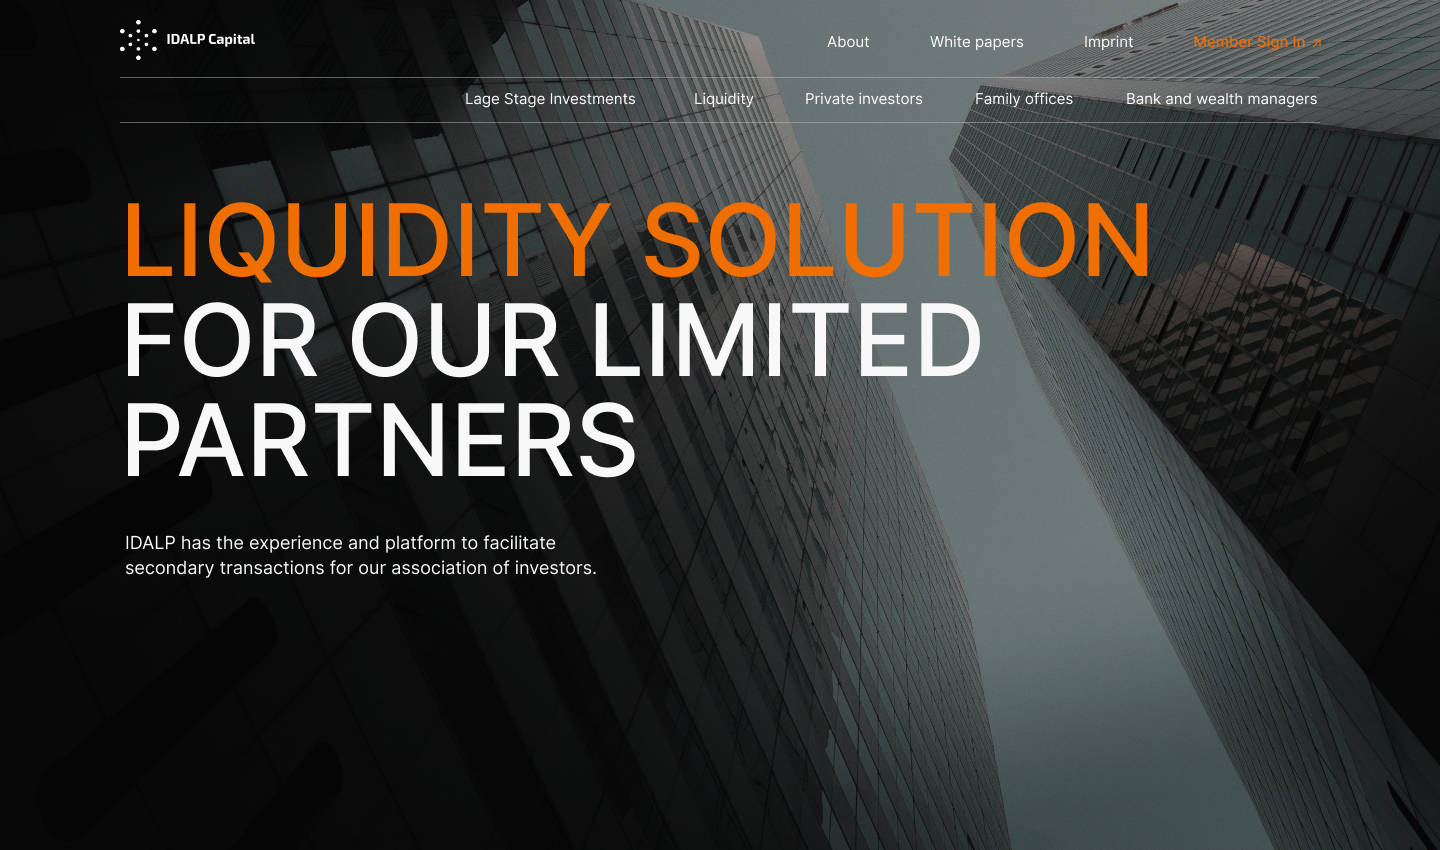 IDALP Capital
About White papers Imprint Member Sign In ↗
Lage Stage Investments Liquidity Private investors Family offices Bank and wealth managers
LIQUIDITY SOLUTION
FOR OUR LIMITED
PARTNERS
IDALP has the experience and platform to facilitate
secondary transactions for our association of investors.